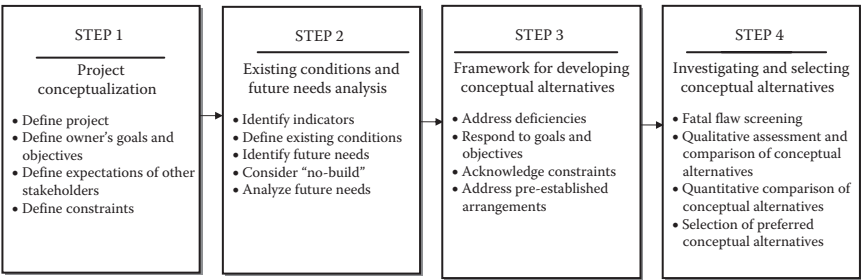 STEP 1
Project
conceptualization
• Define project
• Define owner's goals and
objectives
• Define expectations of other
stakeholders
• Define constraints
STEP 2
Existing conditions and
future needs analysis
• Identify indicators
• Define existing conditions
• Identify future needs
• Consider “no-build”
• Analyze future needs
STEP 3
Framework for developing
conceptual alternatives
• Address deficiencies
• Respond to goals and
objectives
• Acknowledge constraints
• Address pre-established
arrangements
STEP 4
Investigating and selecting
conceptual alternatives
• Fatal flaw screening
• Qualitative assessment and
comparison of conceptual
alternatives
• Quantitative comparison of
conceptual alternatives
• Selection of preferred
conceptual alternatives